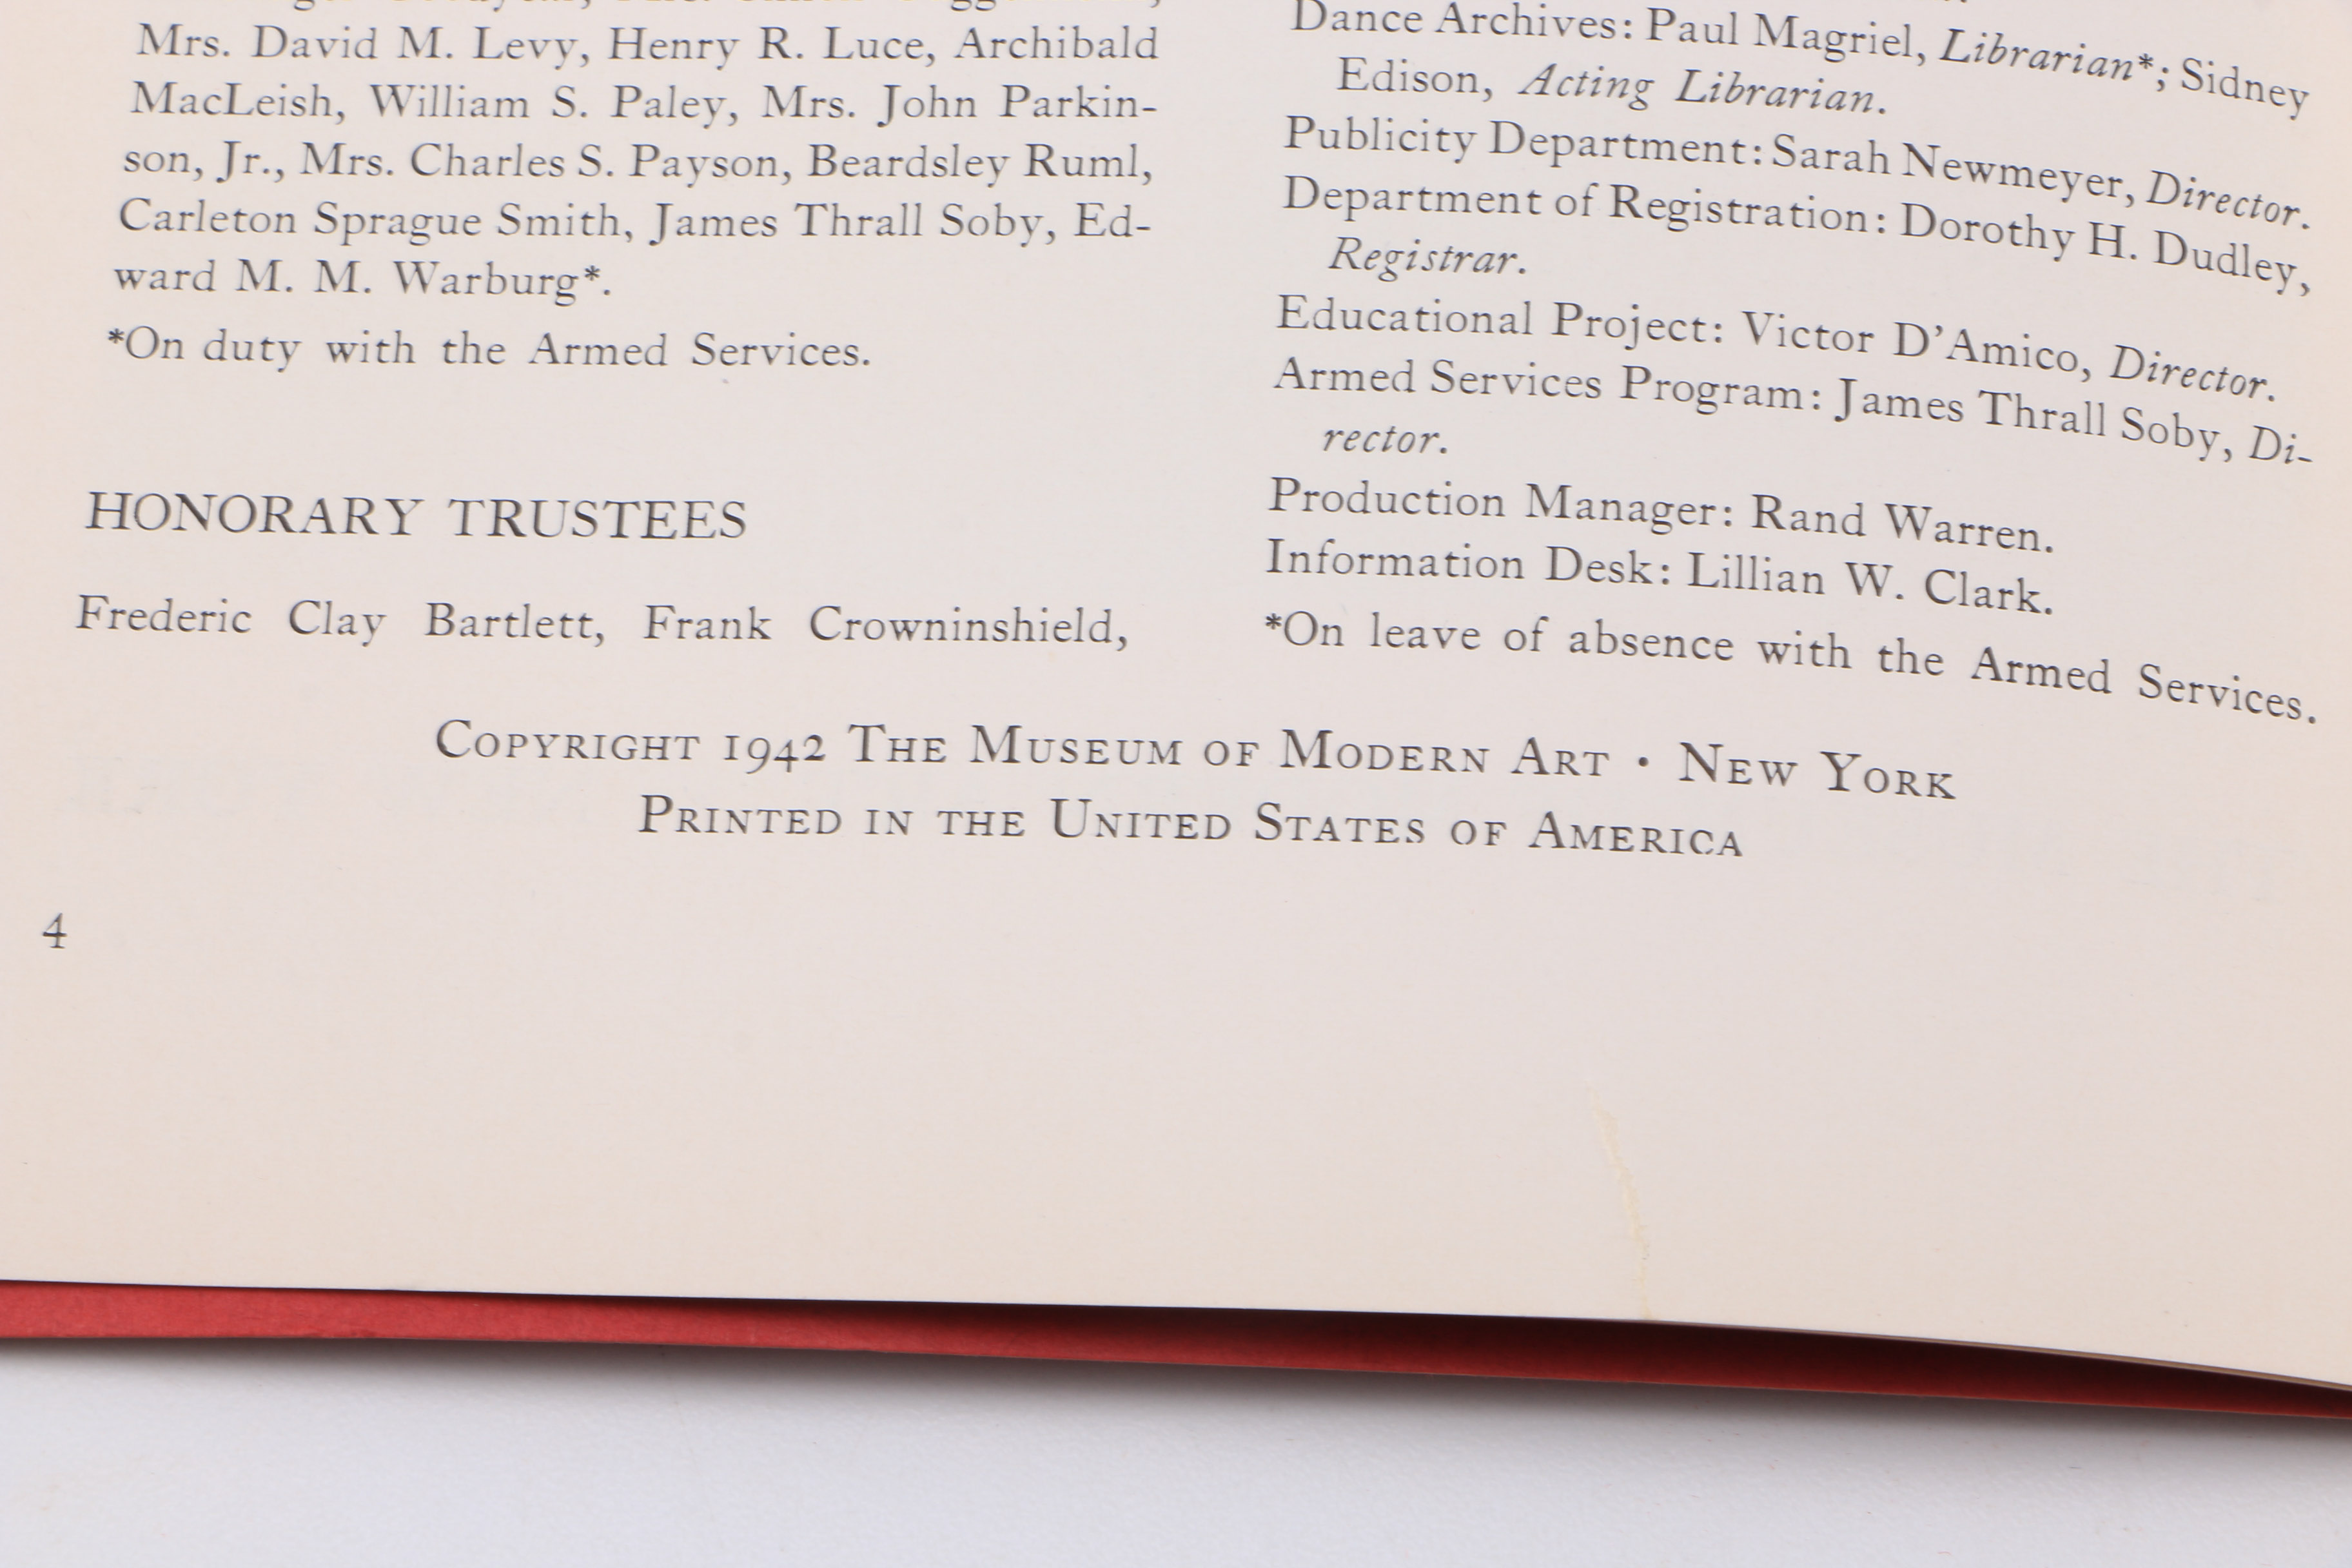 Mrs. David M. Levy, Henry R. Luce, Archibald
MacLeish, William S. Paley, Mrs. John Parkin-
son, Jr., Mrs. Charles S. Payson, Beardsley Ruml,
Carleton Sprague Smith, James Thrall Soby, Ed-
ward M. M. Warburg*.
*On duty with the Armed Services.
HONORARY TRUSTEES
Frederic Clay Bartlett, Frank Crowninshield,
Dance Archives: Paul Magriel, Librarian*; Sidney
Edison, Acting Librarian.
Publicity Department: Sarah Newmeyer, Director.
Department of Registration: Dorothy H. Dudley,
Registrar.
Educational Project: Victor D'Amico, Director.
Armed Services Program: James Thrall Soby, Di-
rector.
Production Manager: Rand Warren.
Information Desk: Lillian W. Clark.
*On leave of absence with the Armed Services.
COPYRIGHT 1942 THE MUSEUM OF MODERN ART · NEW YORK
PRINTED IN THE UNITED STATES OF AMERICA
4